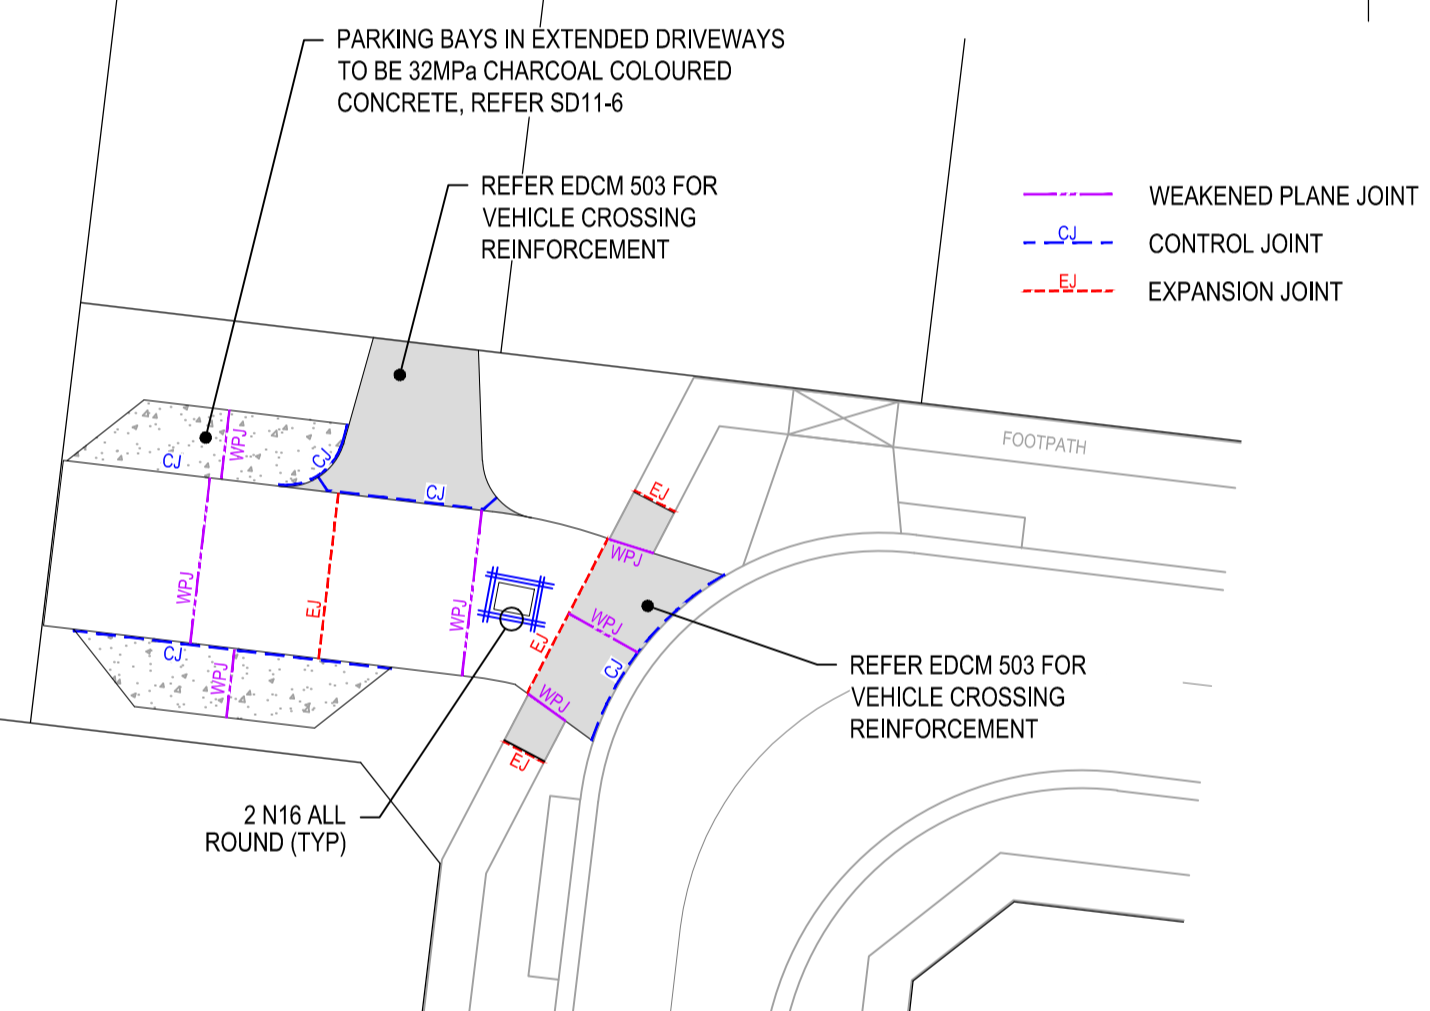 PARKING BAYS IN EXTENDED DRIVEWAYS
TO BE 32MPa CHARCOAL COLOURED
CONCRETE, REFER SD11-6
REFER EDCM 503 FOR
VEHICLE CROSSING
REINFORCEMENT
WEAKENED PLANE JOINT
CJ
CONTROL JOINT
EJ
EXPANSION JOINT
FOOTPATH
WPJ
CJ
CJ
CJ
EJ
WPJ
WPJ
EJ
WPJ
WPJ
EJ
CJ
CJ
WPJ
WPJ
EJ
REFER EDCM 503 FOR
VEHICLE CROSSING
REINFORCEMENT
2 N16 ALL
ROUND (TYP)